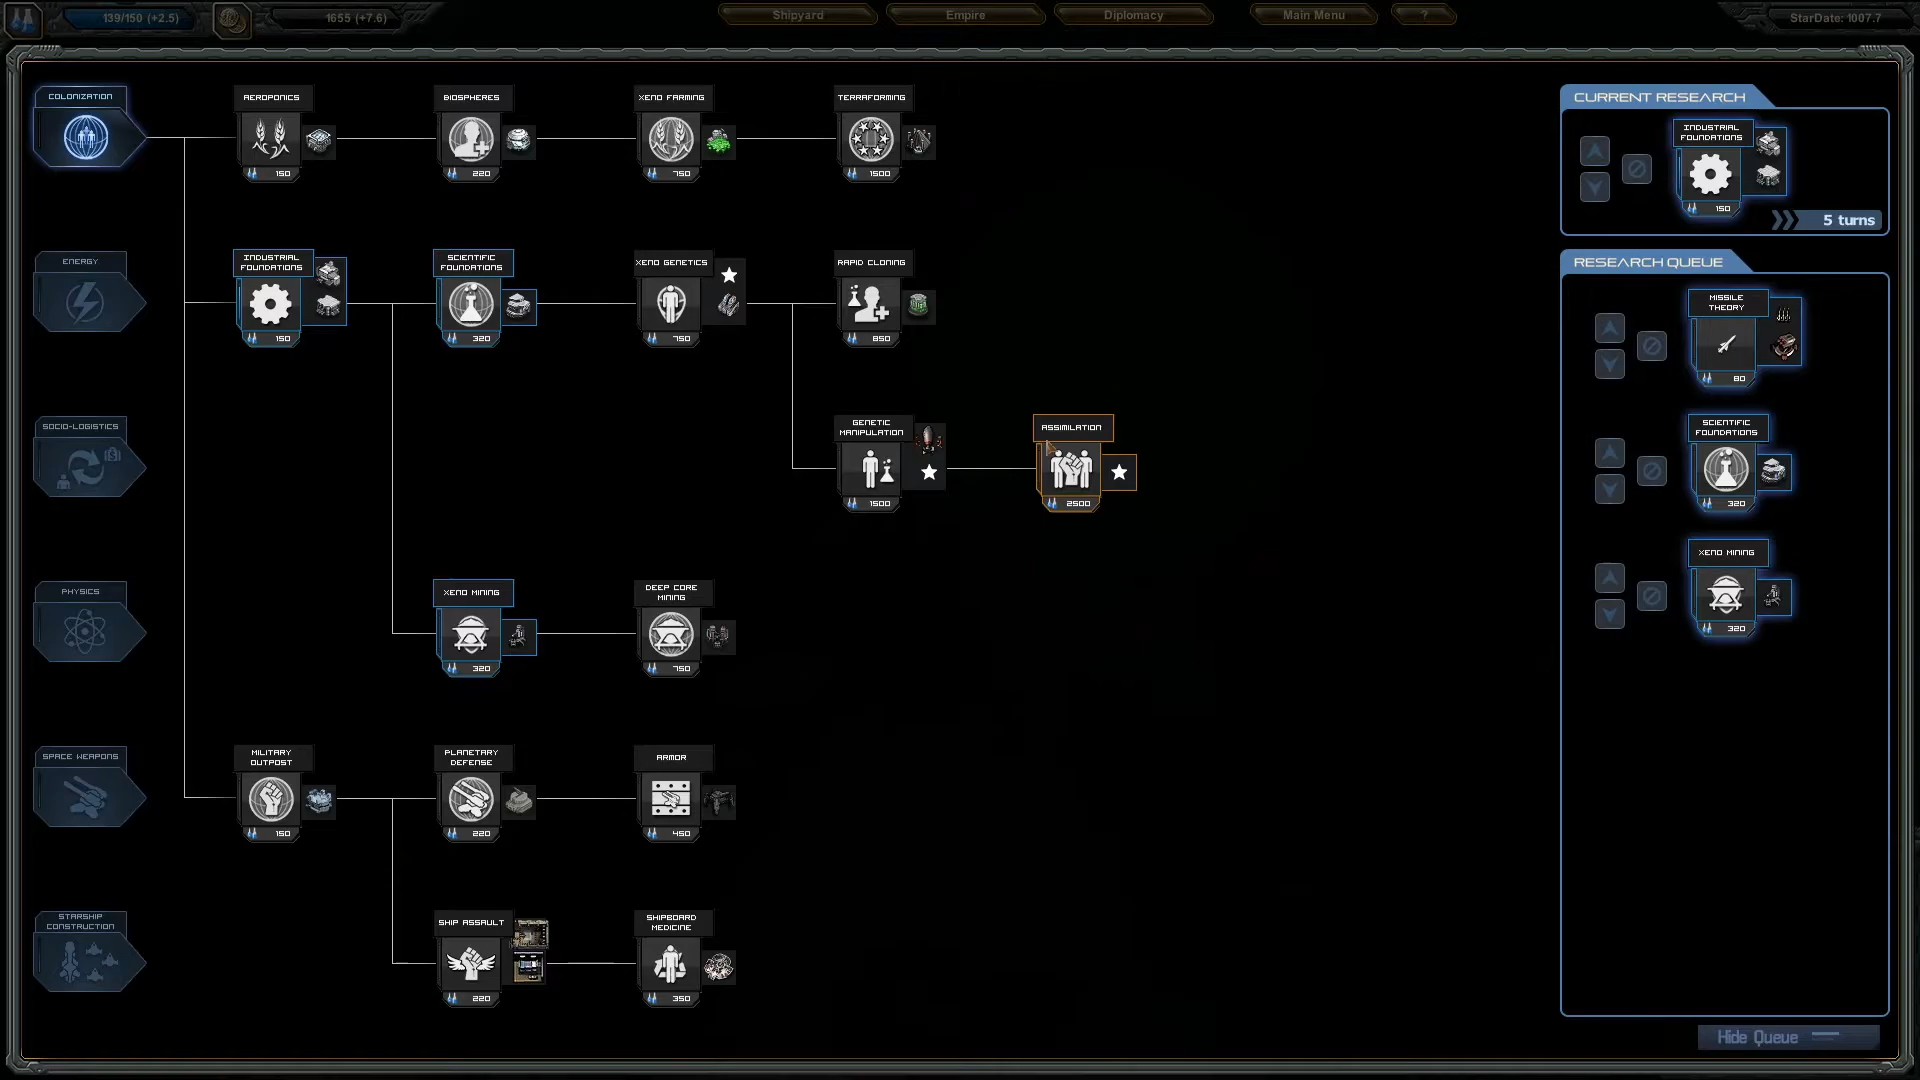 139/150 (+2.5)
1655 (+7.6)
Shipyard
Empire
Diplomacy
Main Menu
?
StarDate: 1007.7
COLONIZATION
AEROPONICS
150
BIOSPHERES
220
XENO FARMING
750
TERRAFORMING
1500
ENERGY
INDUSTRIAL
FOUNDATIONS
150
SCIENTIFIC
FOUNDATIONS
320
XENO GENETICS
750
RAPID CLONING
850
SOCIO-LOGISTICS
GENETIC
MANIPULATION
1500
ASSIMILATION
2500
PHYSICS
XENO MINING
320
DEEP CORE
MINING
750
SPACE WEAPONS
MILITARY
OUTPOST
150
PLANETARY
DEFENSE
220
ARMOR
450
STARSHIP
CONSTRUCTION
SHIP ASSAULT
220
SHIPBOARD
MEDICINE
350
CURRENT RESEARCH
INDUSTRIAL
FOUNDATIONS
150
5 turns
RESEARCH QUEUE
MISSILE
THEORY
80
SCIENTIFIC
FOUNDATIONS
320
XENO MINING
320
Hide Queue